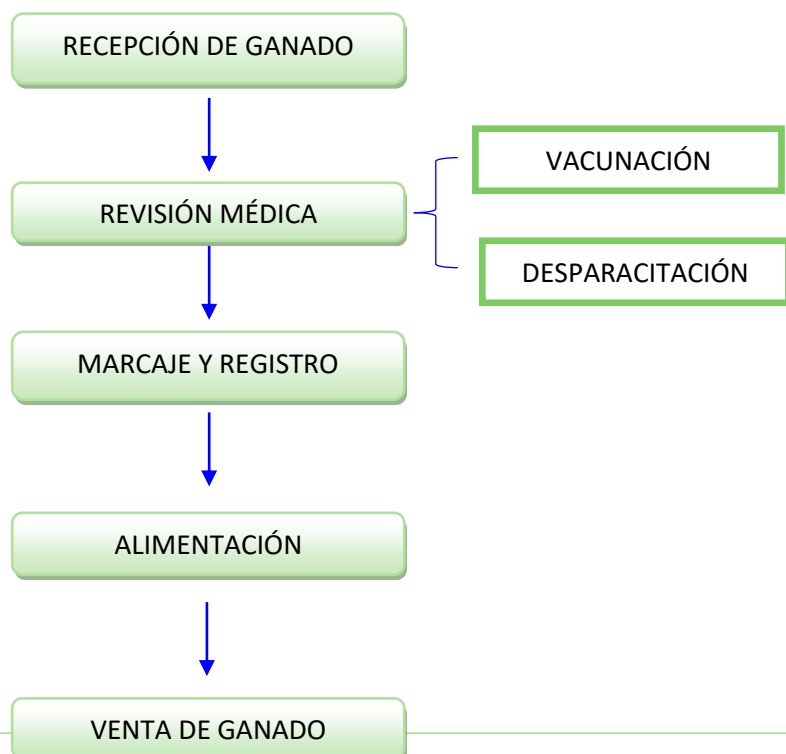 RECEPCIÓN DE GANADO
VACUNACIÓN
REVISIÓN MÉDICA
DESPARACITACIÓN
MARCAJE Y REGISTRO
ALIMENTACIÓN
VENTA DE GANADO